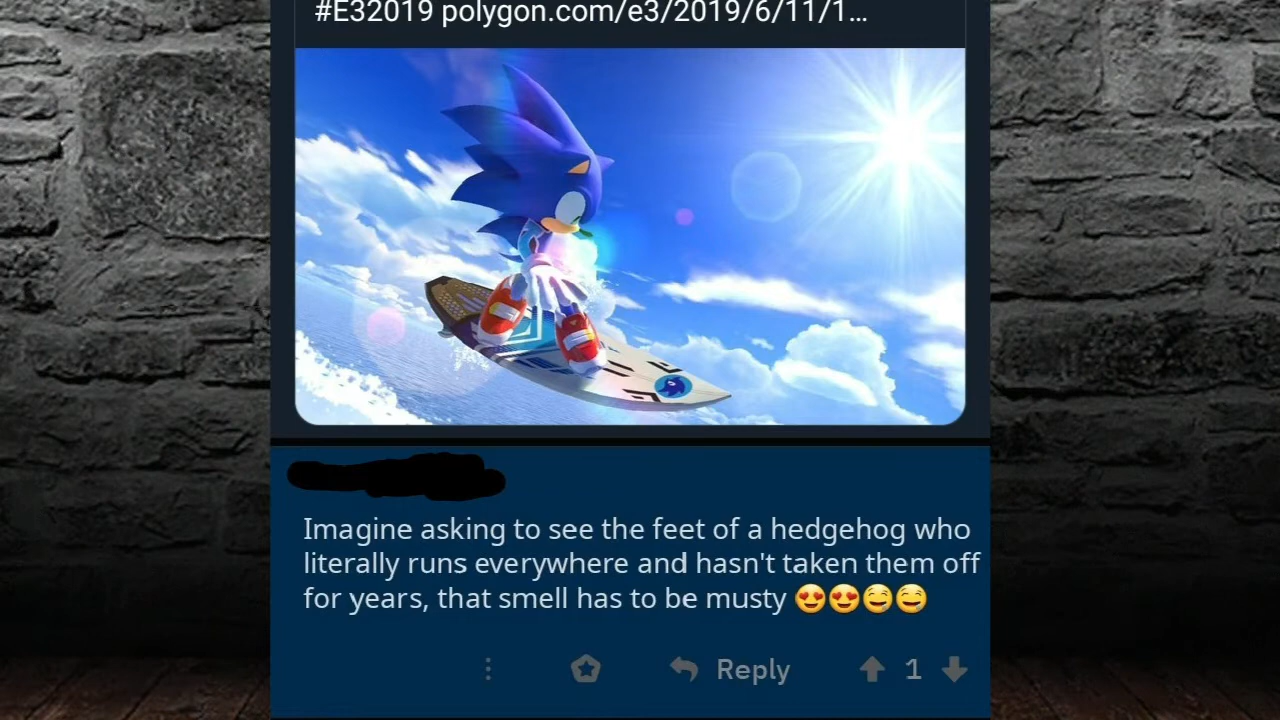 #E32019 polygon.com/e3/2019/6/11/1…
Imagine asking to see the feet of a hedgehog who
literally runs everywhere and hasn't taken them off
for years, that smell has to be musty 😍😍🤤🤤
Reply 1